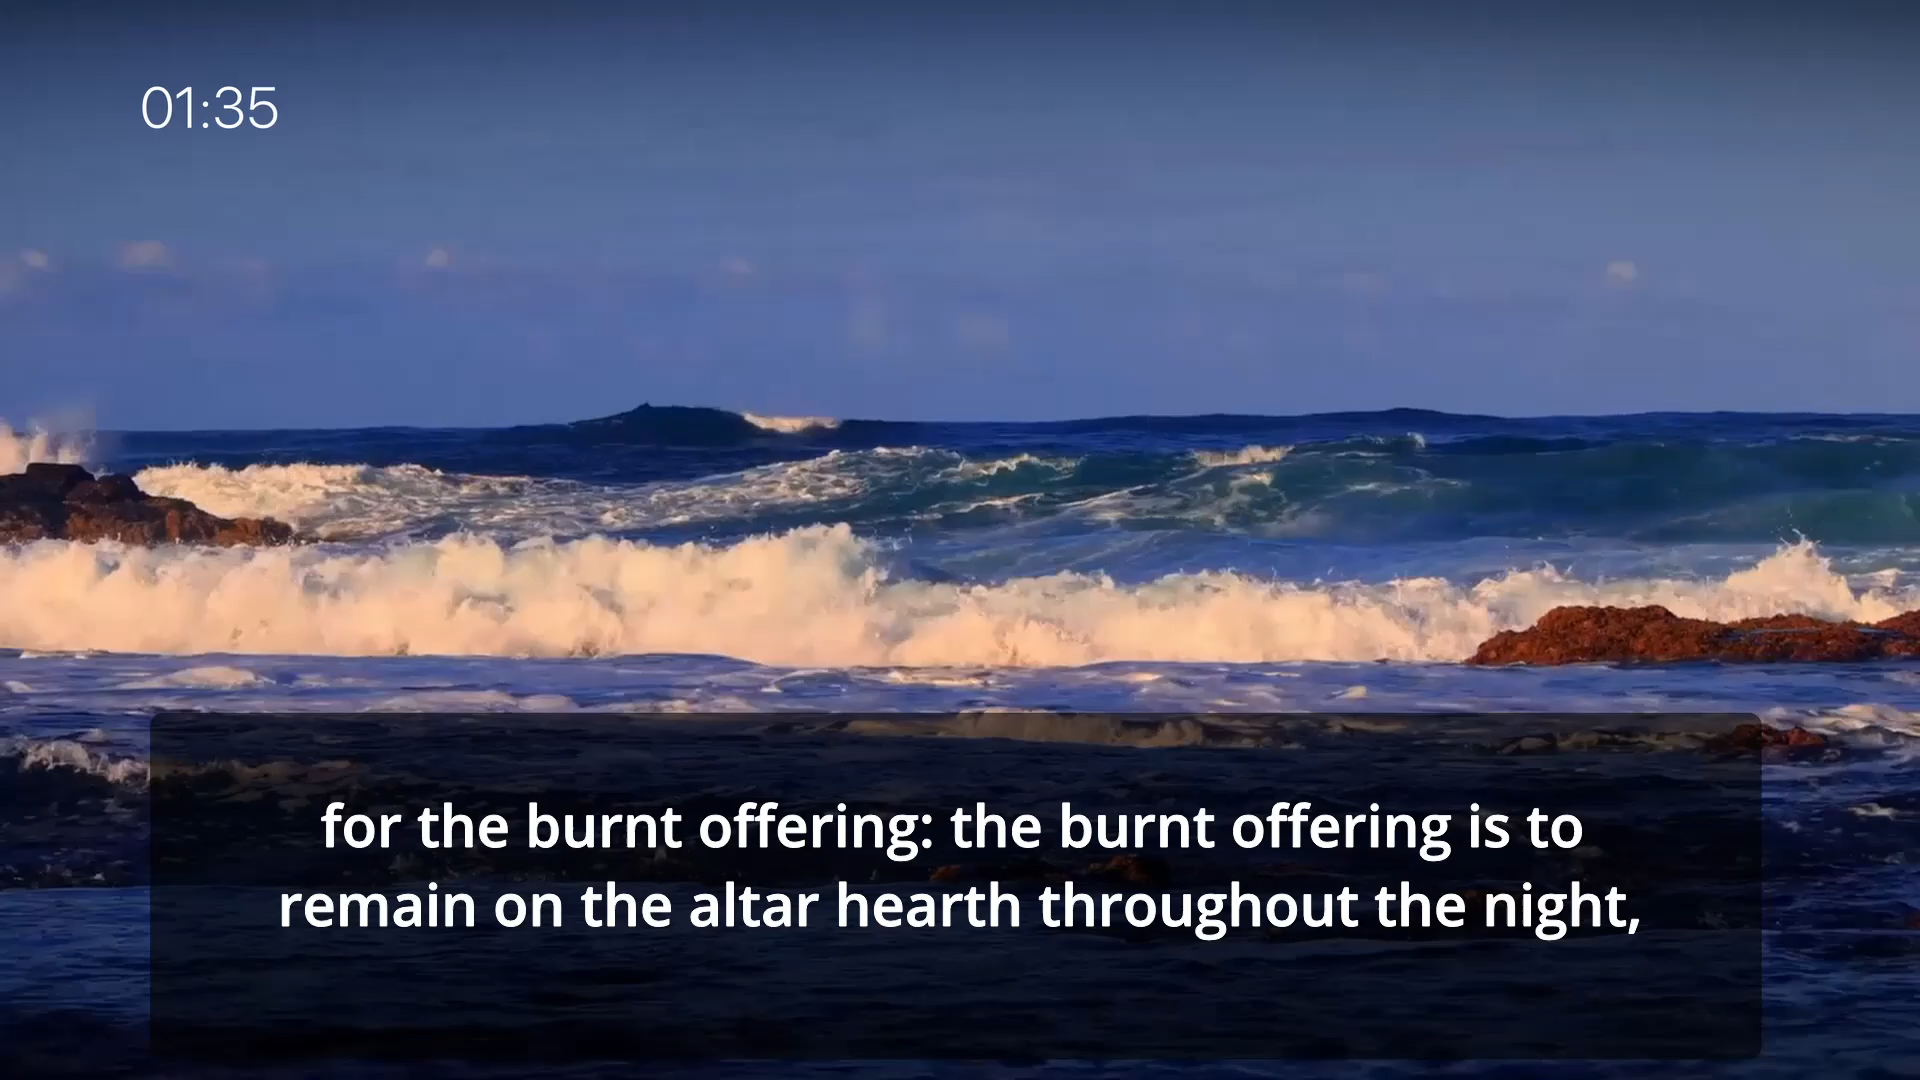 01:35
for the burnt offering: the burnt offering is to
remain on the altar hearth throughout the night,